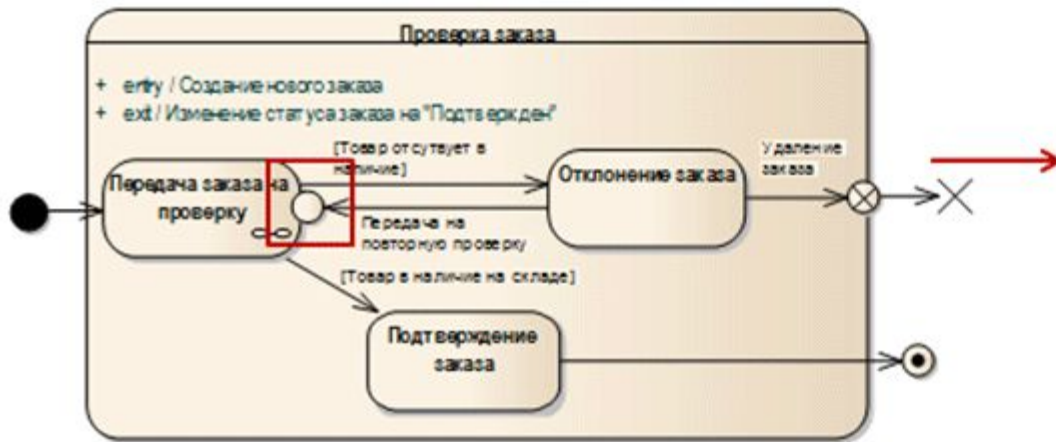 Проверка заказа
+ entry / Создание нового заказа
+ exit / Изменение статуса заказа на "Подтвержден"
[Товар отсутвует в
наличие]
Удаление
заказа
Передача заказа на
проверку
Отклонение заказа
Передача на
повторную проверку
[Товар в наличие на складе]
Подтверждение
заказа